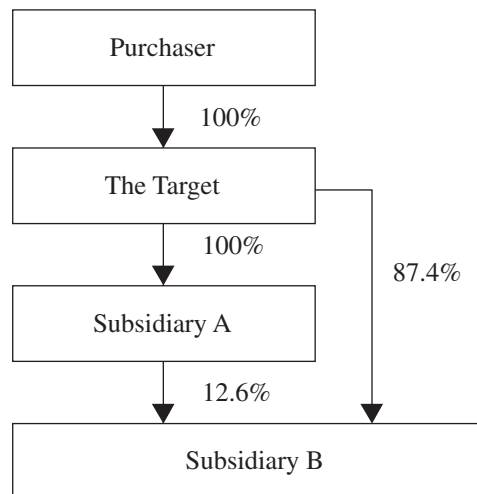 Purchaser
100%
The Target
100%
87.4%
Subsidiary A
12.6%
Subsidiary B